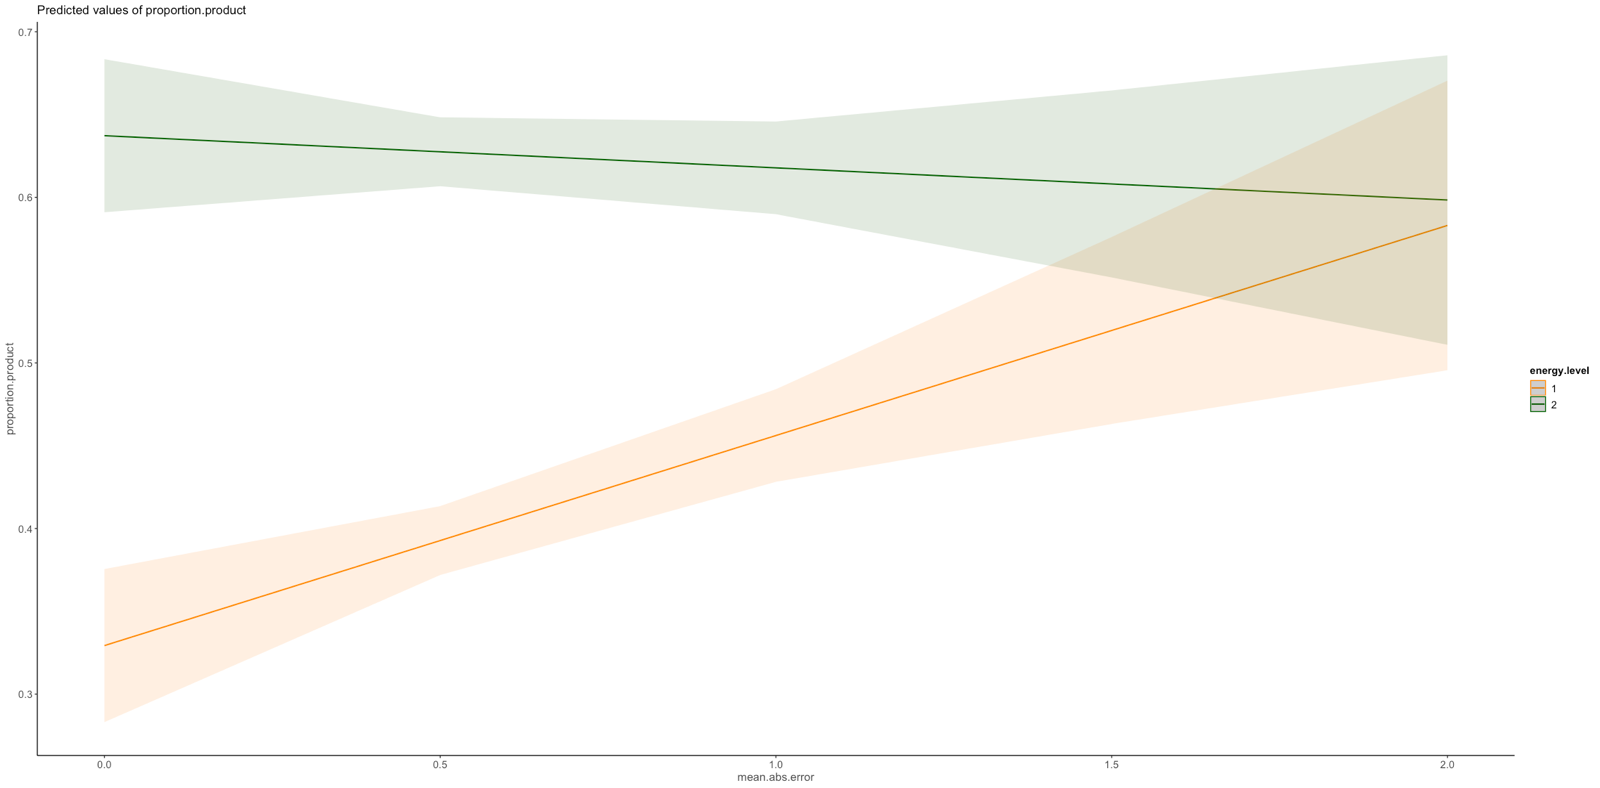 Predicted values of proportion.product
0.7
0.6
0.5
0.4
0.3
proportion.product
0.0 0.5 1.0 1.5 2.0
mean.abs.error
energy.level
1
2